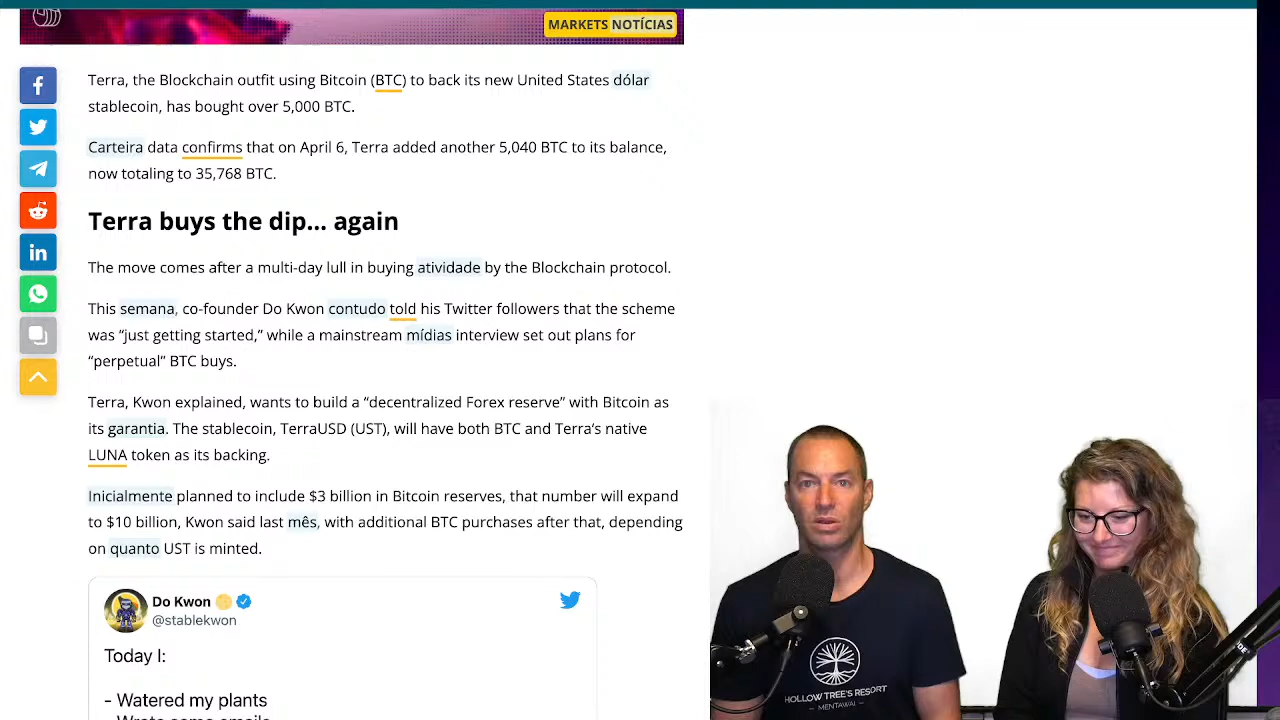 MARKETS NOTÍCIAS
Terra, the Blockchain outfit using Bitcoin (BTC) to back its new United States dólar
stablecoin, has bought over 5,000 BTC.
Carteira data confirms that on April 6, Terra added another 5,040 BTC to its balance,
now totaling to 35,768 BTC.
Terra buys the dip... again
The move comes after a multi-day lull in buying atividade by the Blockchain protocol.
This semana, co-founder Do Kwon contudo told his Twitter followers that the scheme
was “just getting started,” while a mainstream mídias interview set out plans for
“perpetual” BTC buys.
Terra, Kwon explained, wants to build a “decentralized Forex reserve” with Bitcoin as
its garantia. The stablecoin, TerraUSD (UST), will have both BTC and Terra’s native
LUNA token as its backing.
Inicialmente planned to include $3 billion in Bitcoin reserves, that number will expand
to $10 billion, Kwon said last mês, with additional BTC purchases after that, depending
on quanto UST is minted.
Do Kwon
@stablekwon
Today I:
- Watered my plants
- Wrote some emails
HOLLOW TREE'S RESORT
- MENTAWAI -